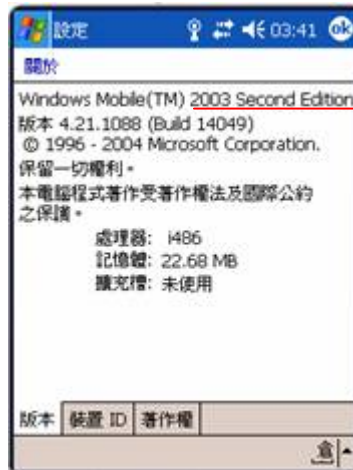 設定 03:41 ok
關於
Windows Mobile(TM) 2003 Second Edition
版本 4.21.1088 (Build 14049)
© 1996 - 2004 Microsoft Corporation.
保留一切權利。
本電腦程式著作受著作權法及國際公約
之保護。
處理器: i486
記憶體: 22.68 MB
擴充槽: 未使用
版本 裝置 ID 著作權
倉